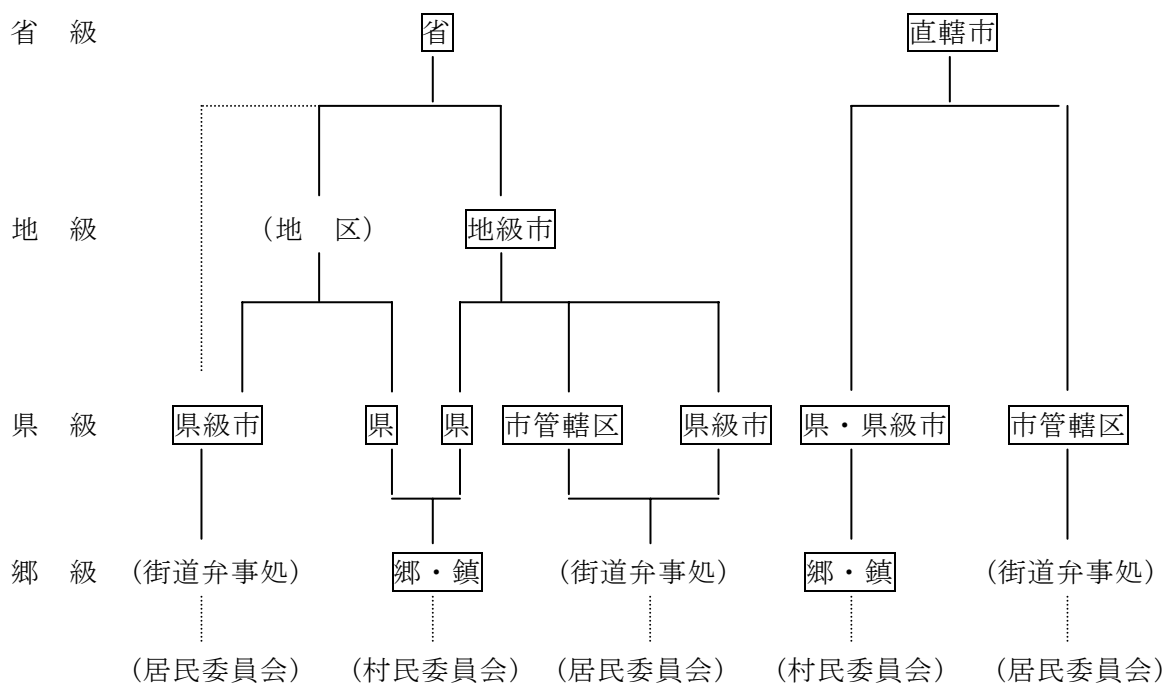 省　級　省　直轄市
地　級　（地　区）　地級市
県　級　県級市　県　県　市管轄区　県級市　県・県級市　市管轄区
郷　級　（街道弁事処）　郷・鎮　（街道弁事処）　郷・鎮　（街道弁事処）
（居民委員会）　（村民委員会）　（居民委員会）　（村民委員会）　（居民委員会）